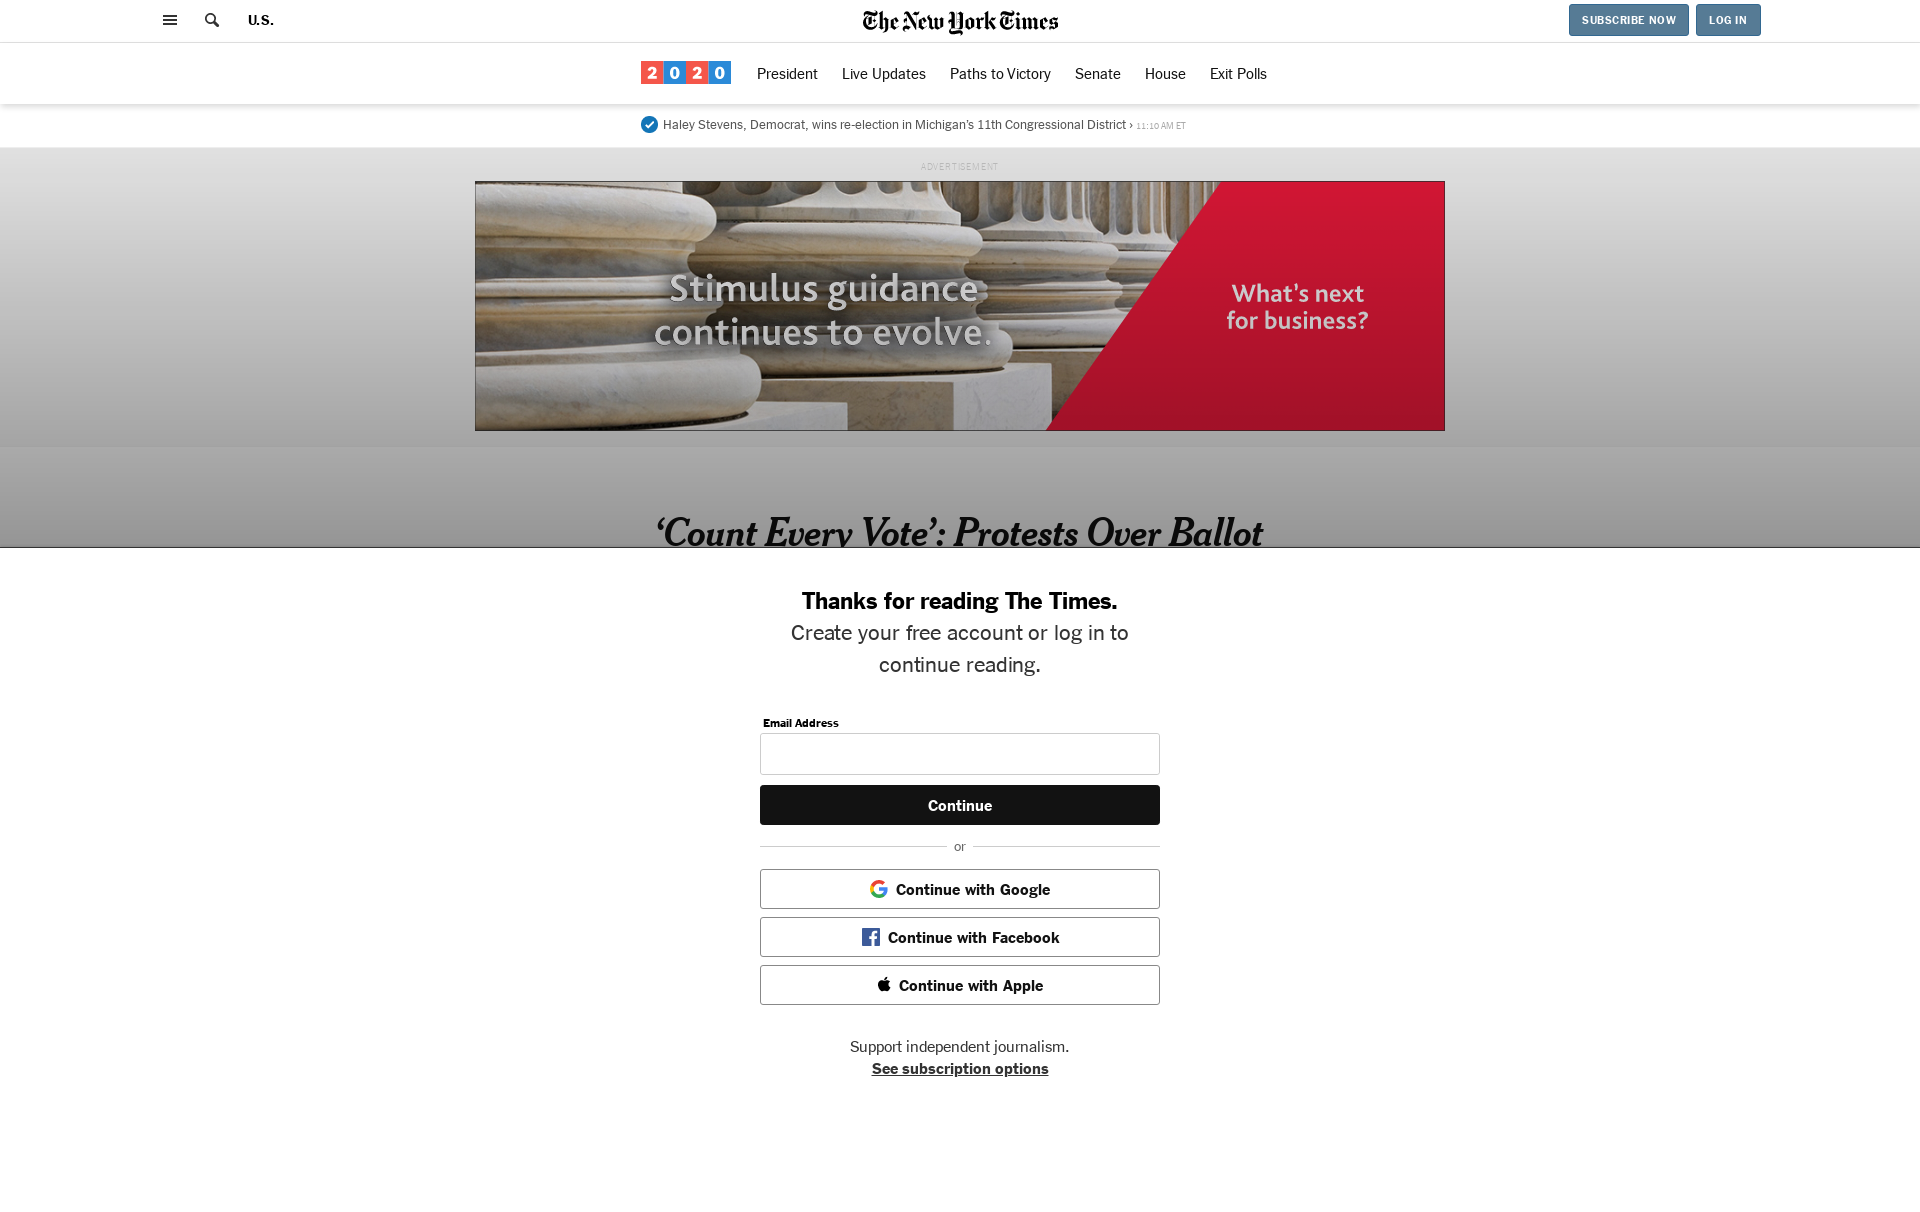 U.S.
The New York Times
SUBSCRIBE NOW
LOG IN
2020
President
Live Updates
Paths to Victory
Senate
House
Exit Polls
Haley Stevens, Democrat, wins re-election in Michigan’s 11th Congressional District › 11:10 AM ET
ADVERTISEMENT
Stimulus guidance
continues to evolve.
What’s next
for business?
‘Count Every Vote’: Protests Over Ballot
Thanks for reading The Times.
Create your free account or log in to
continue reading.
Email Address
Continue
or
Continue with Google
Continue with Facebook
Continue with Apple
Support independent journalism.
See subscription options